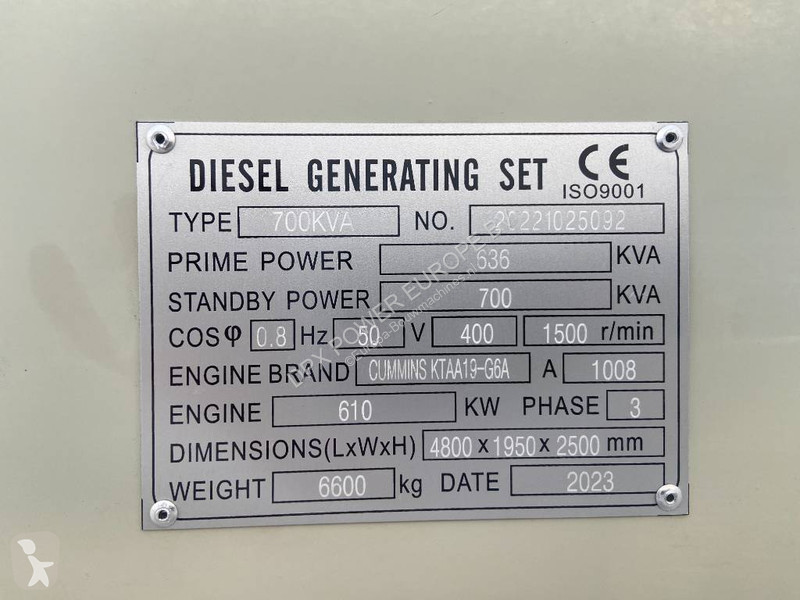 DIESEL GENERATING SET CE
ISO9001
TYPE 700KVA NO. 20221025092
PRIME POWER 636 KVA
STANDBY POWER 700 KVA
COSφ 0.8 Hz 50 V 400 1500 r/min
ENGINE BRAND CUMMINS KTAA19-G6A A 1008
ENGINE 610 KW PHASE 3
DIMENSIONS(LxWxH) 4800 x 1950 x 2500 mm
WEIGHT 6600 kg DATE 2023
DPX POWER EUROPE B.V.